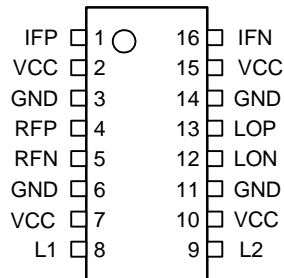 IFP 1 16 IFN
VCC 2 15 VCC
GND 3 14 GND
RFP 4 13 LOP
RFN 5 12 LON
GND 6 11 GND
VCC 7 10 VCC
L1 8 9 L2